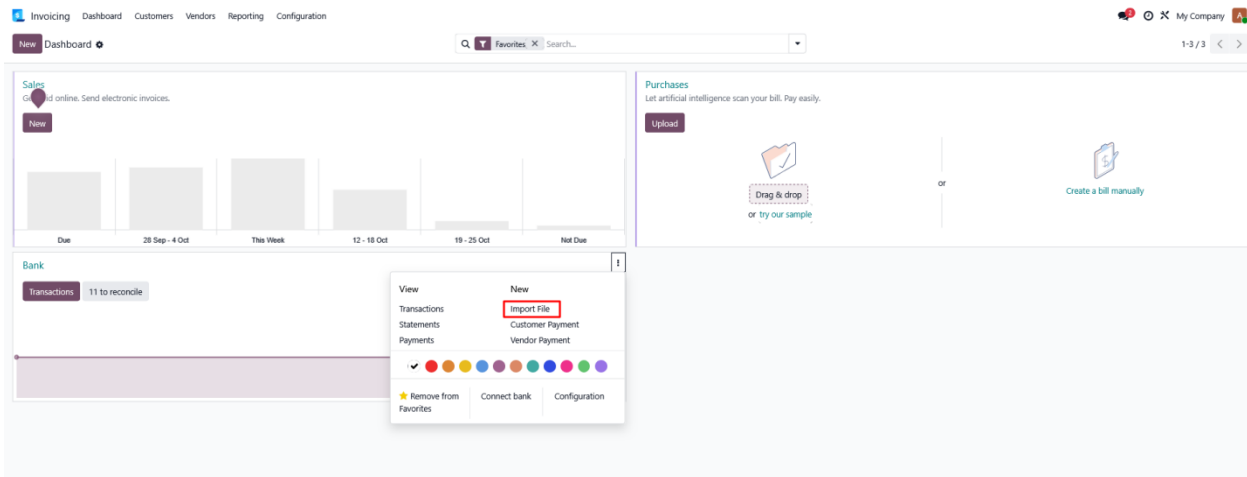 Invoicing Dashboard Customers Vendors Reporting Configuration
2 My Company A
New Dashboard
Favorites × Search...
1-3 / 3
Sales
online. Send electronic invoices.
New
Due 28 Sep - 4 Oct This Week 12 - 18 Oct 19 - 25 Oct Not Due
Purchases
Let artificial intelligence scan your bill. Pay easily.
Upload
Drag & drop
or try our sample
or
Create a bill manually
Bank
Transactions 11 to reconcile
View New
Transactions Import File
Statements Customer Payment
Payments Vendor Payment
Remove from Favorites Connect bank Configuration